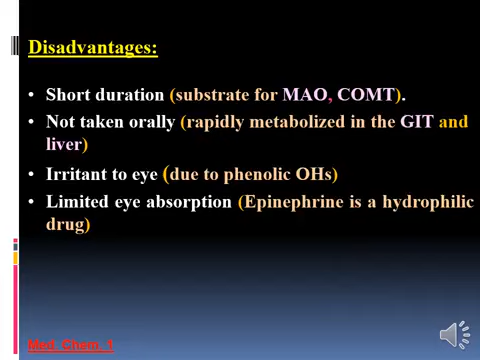 Disadvantages:
• Short duration (substrate for MAO, COMT).
• Not taken orally (rapidly metabolized in the GIT and
liver)
• Irritant to eye (due to phenolic OHs)
• Limited eye absorption (Epinephrine is a hydrophilic
drug)
Med. Chem. 1